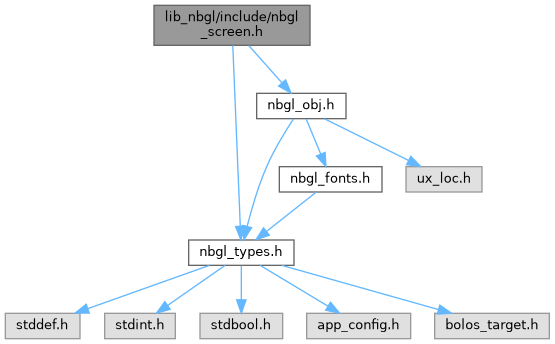 lib_nbgl/include/nbgl
_screen.h
nbgl_obj.h
nbgl_fonts.h
ux_loc.h
nbgl_types.h
stddef.h
stdint.h
stdbool.h
app_config.h
bolos_target.h